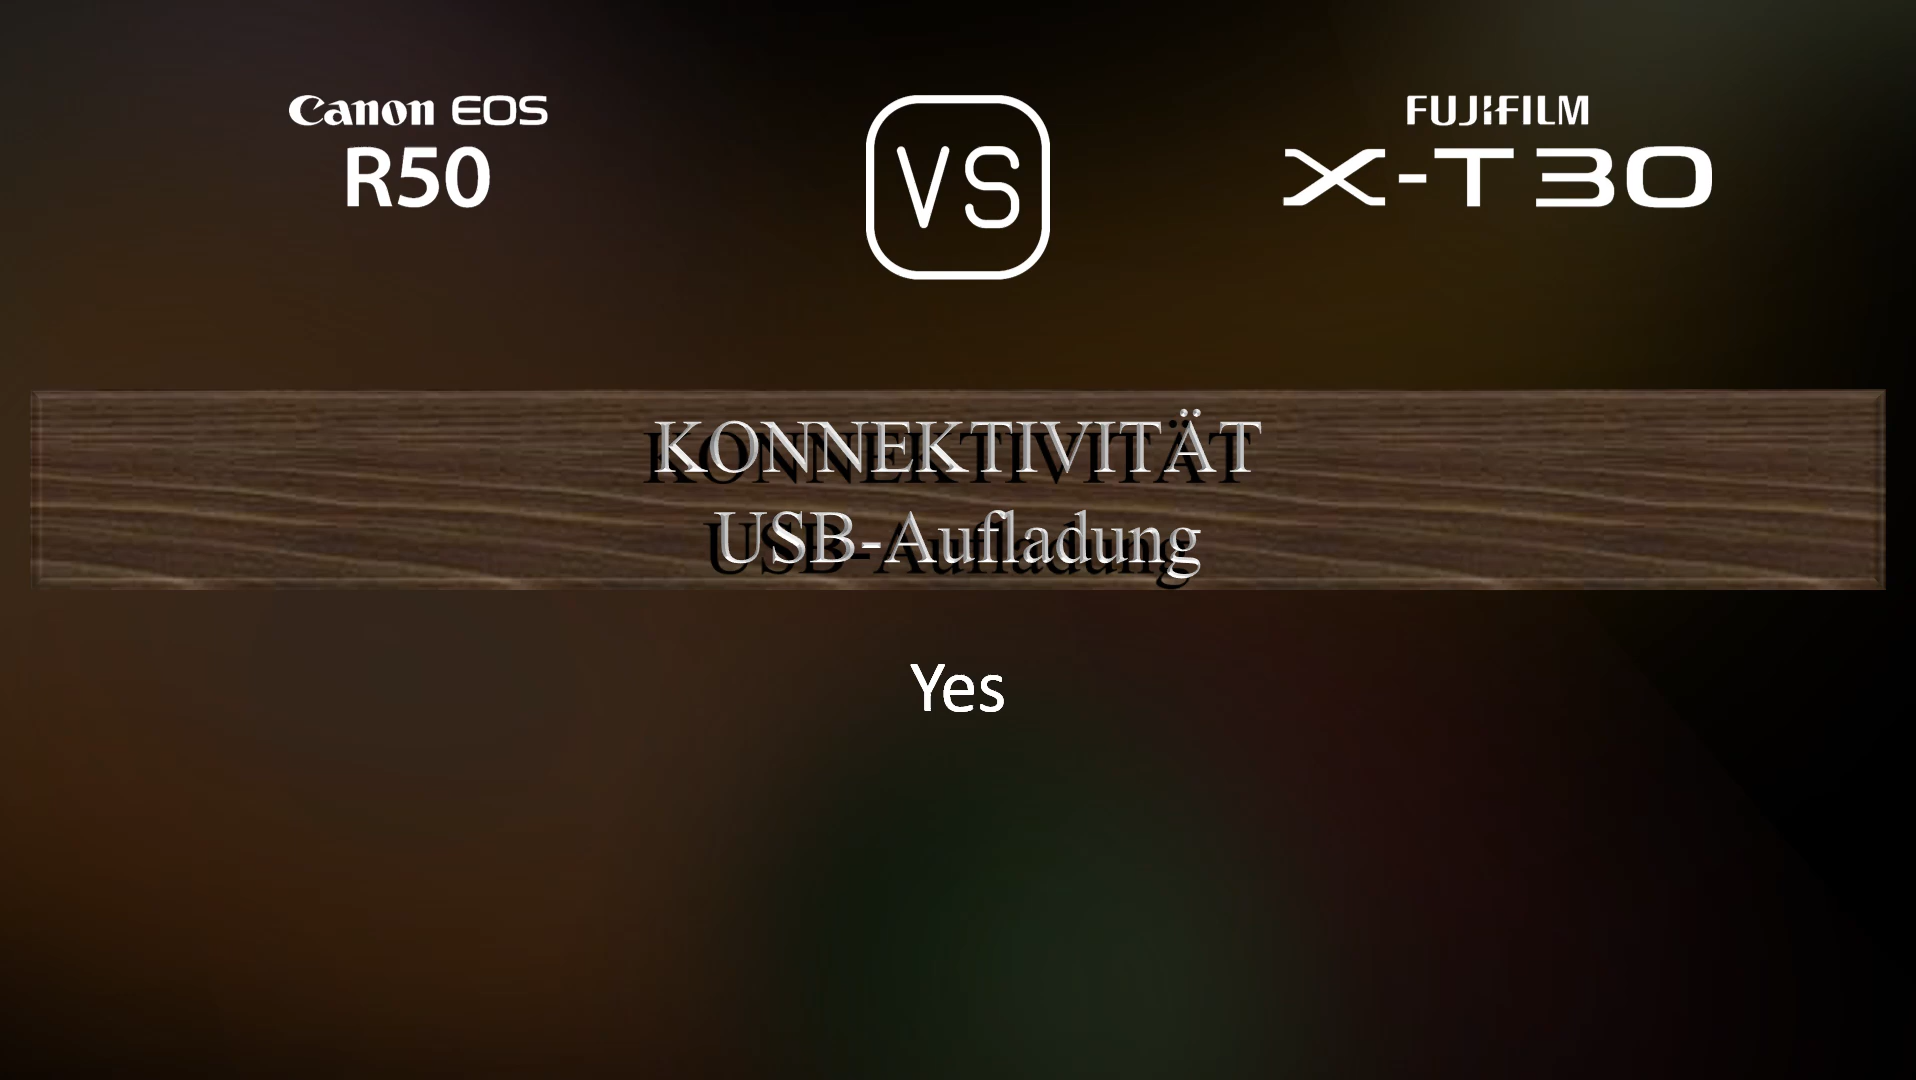 Canon EOS
R50
VS
FUJIFILM
X-T30
KONNEKTIVITÄT
USB-Aufladung
Yes